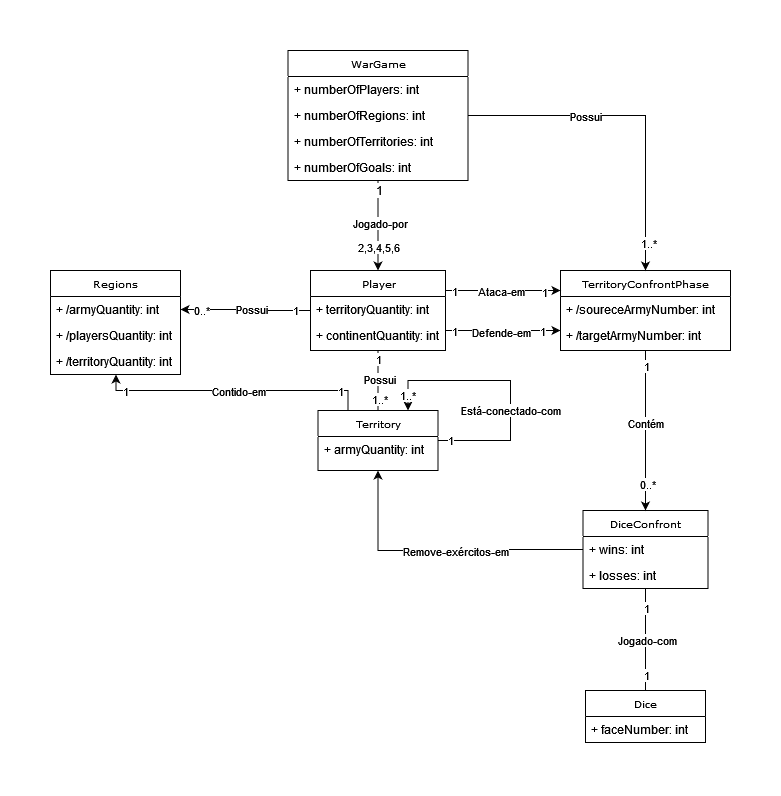 WarGame
+ numberOfPlayers: int
+ numberOfRegions: int
+ numberOfTerritories: int
+ numberOfGoals: int
Possui
1..*
1
Jogado-por
2,3,4,5,6
Regions
+ /armyQuantity: int
+ /playersQuantity: int
+ /territoryQuantity: int
0..*
Possui
1
Player
+ territoryQuantity: int
+ continentQuantity: int
1
Ataca-em
1
1
Defende-em
1
TerritoryConfrontPhase
+ /soureceArmyNumber: int
+ /targetArmyNumber: int
1
Possui
1..*
1
Contido-em
1
1..*
Está-conectado-com
1
Territory
+ armyQuantity: int
1
Contém
0..*
Remove-exércitos-em
DiceConfront
+ wins: int
+ losses: int
1
Jogado-com
1
Dice
+ faceNumber: int